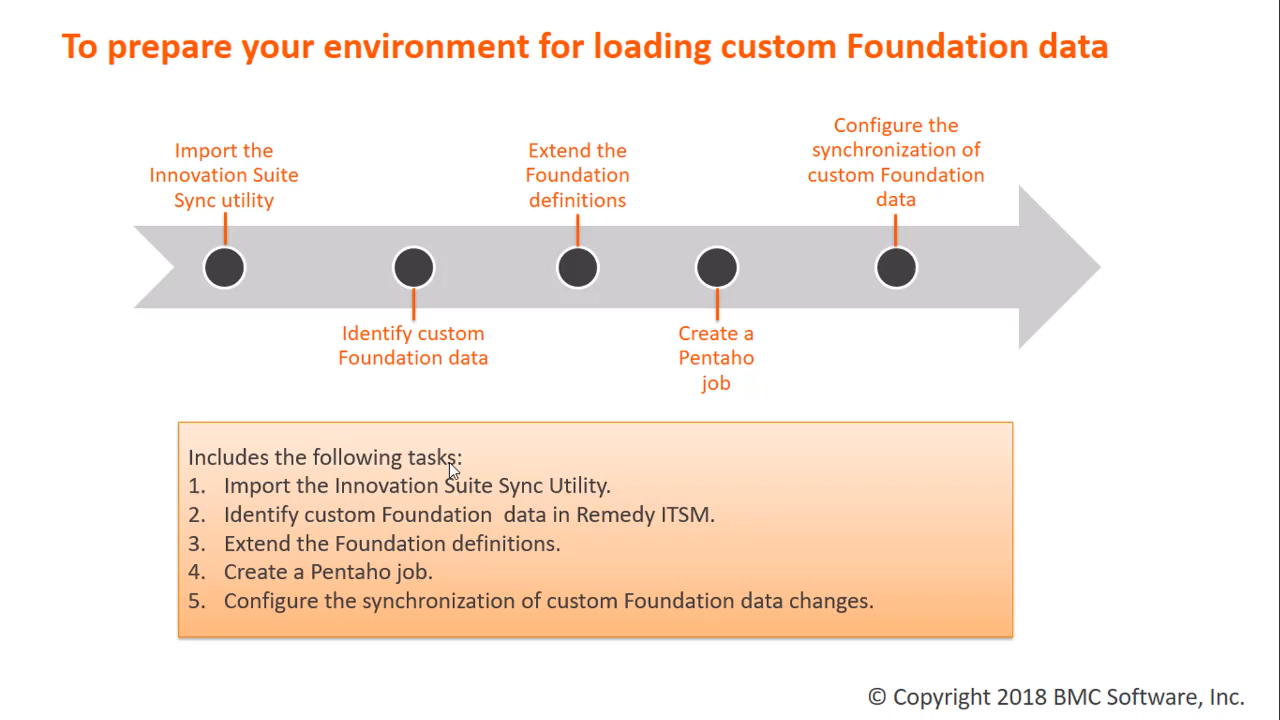 To prepare your environment for loading custom Foundation data
Import the
Innovation Suite
Sync utility
Identify custom
Foundation data
Extend the
Foundation
definitions
Create a
Pentaho
job
Configure the
synchronization of
custom Foundation
data
Includes the following tasks:
1. Import the Innovation Suite Sync Utility.
2. Identify custom Foundation data in Remedy ITSM.
3. Extend the Foundation definitions.
4. Create a Pentaho job.
5. Configure the synchronization of custom Foundation data changes.
© Copyright 2018 BMC Software, Inc.